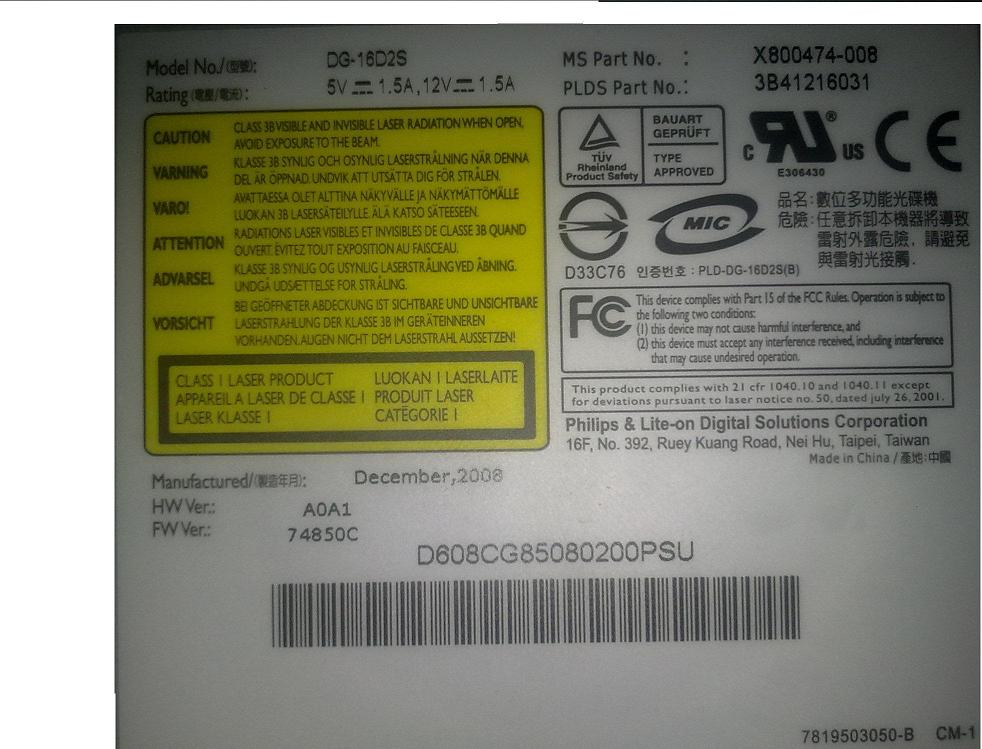 Model No./(型號): DG-16D2S
Rating(電壓/電流): 5V 1.5A,12V 1.5A
MS Part No. : X800474-008
PLDS Part No.: 3B41216031
CAUTION CLASS 3B VISIBLE AND INVISIBLE LASER RADIATION WHEN OPEN,
AVOID EXPOSURE TO THE BEAM.
VARNING KLASSE 3B SYNLIG OCH OSYNLIG LASERSTRÅLNING NÄR DENNA
DEL ÄR ÖPPNAD. UNDVIK ATT UTSÄTTA DIG FÖR STRÅLEN.
VARO! AVATTAESSA OLET ALTTINA NÄKYVÄLLE JA NÄKYMÄTTÖMÄLLE
LUOKAN 3B LASERSÄTEILYLLE. ÄLÄ KATSO SÄTEESEEN.
ATTENTION RADIATIONS LASER VISIBLES ET INVISIBLES DE CLASSE 3B QUAND
OUVERT. ÉVITEZ TOUT EXPOSITION AU FAISCEAU.
ADVARSEL KLASSE 3B SYNLIG OG USYNLIG LASERSTRÅLING VED ÅBNING.
UNDGÅ UDSÆTTELSE FOR STRÅLING.
VORSICHT BEI GEÖFFNETER ABDECKUNG IST SICHTBARE UND UNSICHTBARE
LASERSTRAHLUNG DER KLASSE 3B IM GERÄTEINNEREN
VORHANDEN. AUGEN NICHT DEM LASERSTRAHL AUSSETZEN!
CLASS 1 LASER PRODUCT LUOKAN 1 LASERLAITE
APPAREIL A LASER DE CLASSE 1 PRODUIT LASER
LASER KLASSE 1 CATËGORIE 1
TÜV
Rheinland
Product Safety
BAUART
GEPRÜFT
TYPE
APPROVED
c RU ® US
E306430
CE
D33C76
MIC
인증번호 : PLD-DG-16D2S(B)
品名: 數位多功能光碟機
危險: 任意拆卸本機器將導致
雷射外露危險, 請避免
與雷射光接觸.
FC This device complies with Part 15 of the FCC Rules. Operation is subject to
the following two conditions:
(1) this device may not cause harmful interference, and
(2) this device must accept any interference received, including interference
that may cause undesired operation.
This product complies with 21 cfr 1040.10 and 1040.11 except
for deviations pursuant to laser notice no. 50, dated july 26, 2001.
Philips & Lite-on Digital Solutions Corporation
16F, No. 392, Ruey Kuang Road, Nei Hu, Taipei, Taiwan
Made in China / 產地:中國
Manufactured/(製造年月): December,2008
HW Ver.: A0A1
FW Ver.: 74850C
D608CG85080200PSU
7819503050-B CM-1